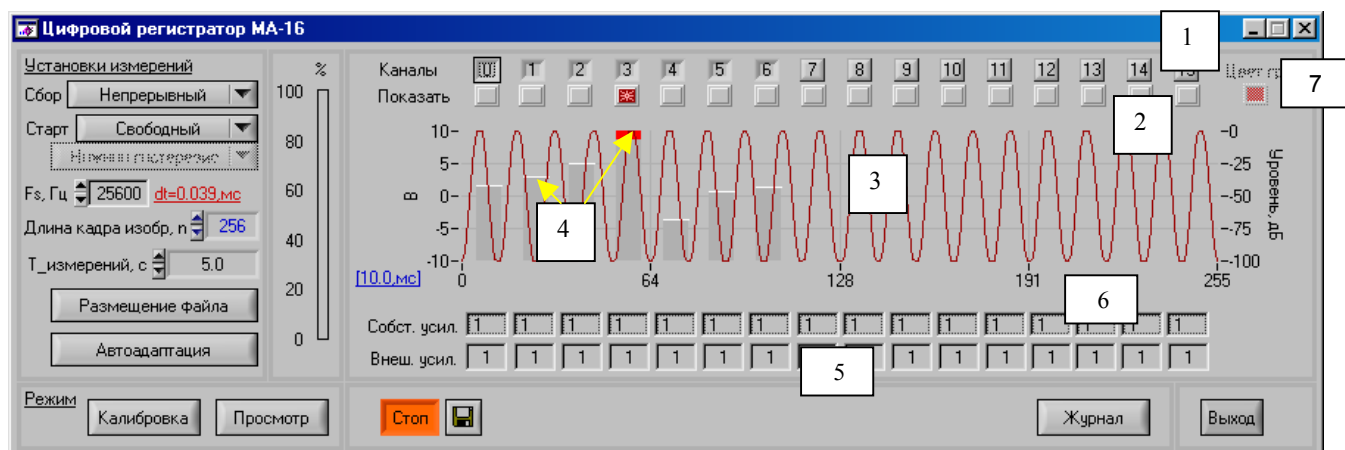 Цифровой регистратор МА-16
Установки измерений
Сбор Непрерывный
Старт Свободный
Нижний гистерезис
Fs, Гц 25600 dt=0.039,мс
Длина кадра изобр, n 256
Т_измерений, с 5.0
Размещение файла
Автоадаптация
%
100
80
60
40
20
0
Каналы 0 1 2 3 4 5 6 7 8 9 10 11 12 13 14
Показать
1
2
3
4
5
6
7
Цвет гр
10
5
0
-5
-10
В
-0
-25
-50
-75
-100
Уровень, дБ
[10.0,мс] 0 64 128 191 255
Собст. усил. 1 1 1 1 1 1 1 1 1 1 1 1 1 1 1 1
Внеш. усил. 1 1 1 1 1 1 1 1 1 1 1 1 1 1
Режим
Калибровка Просмотр
Стоп Журнал Выход